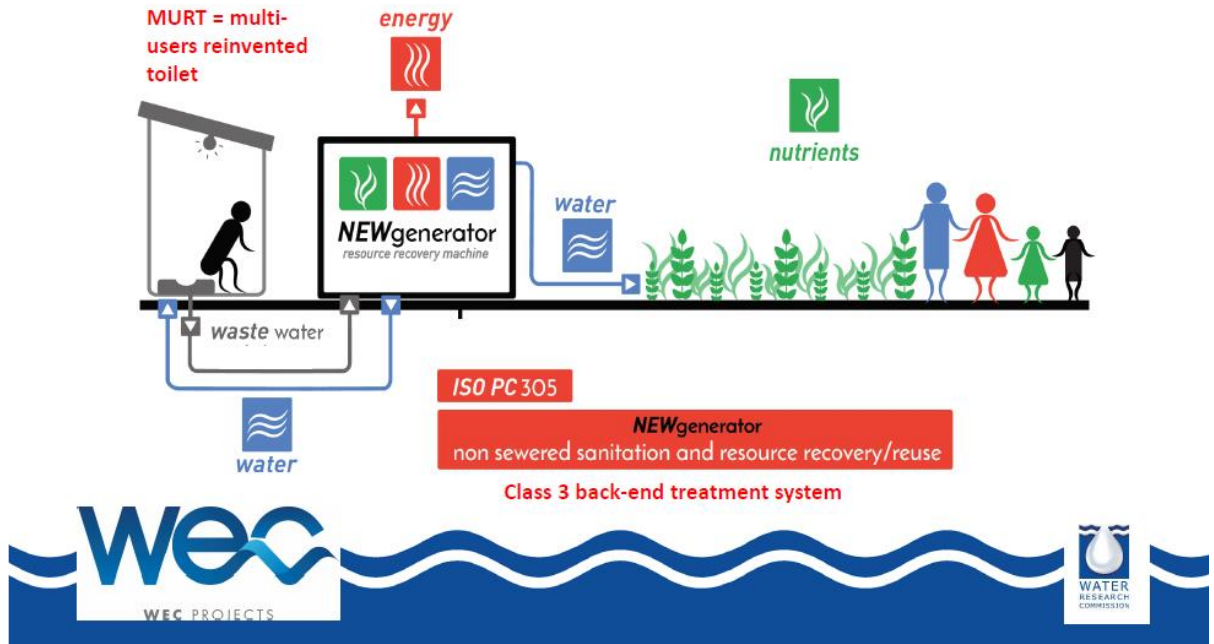 MURT = multi-
users reinvented
toilet
energy
nutrients
water
NEWgenerator
resource recovery machine
waste water
water
ISO PC 305
NEWgenerator
non sewered sanitation and resource recovery/reuse
Class 3 back-end treatment system
wec
WEC PROJECTS
WATER
RESEARCH
COMMISSION